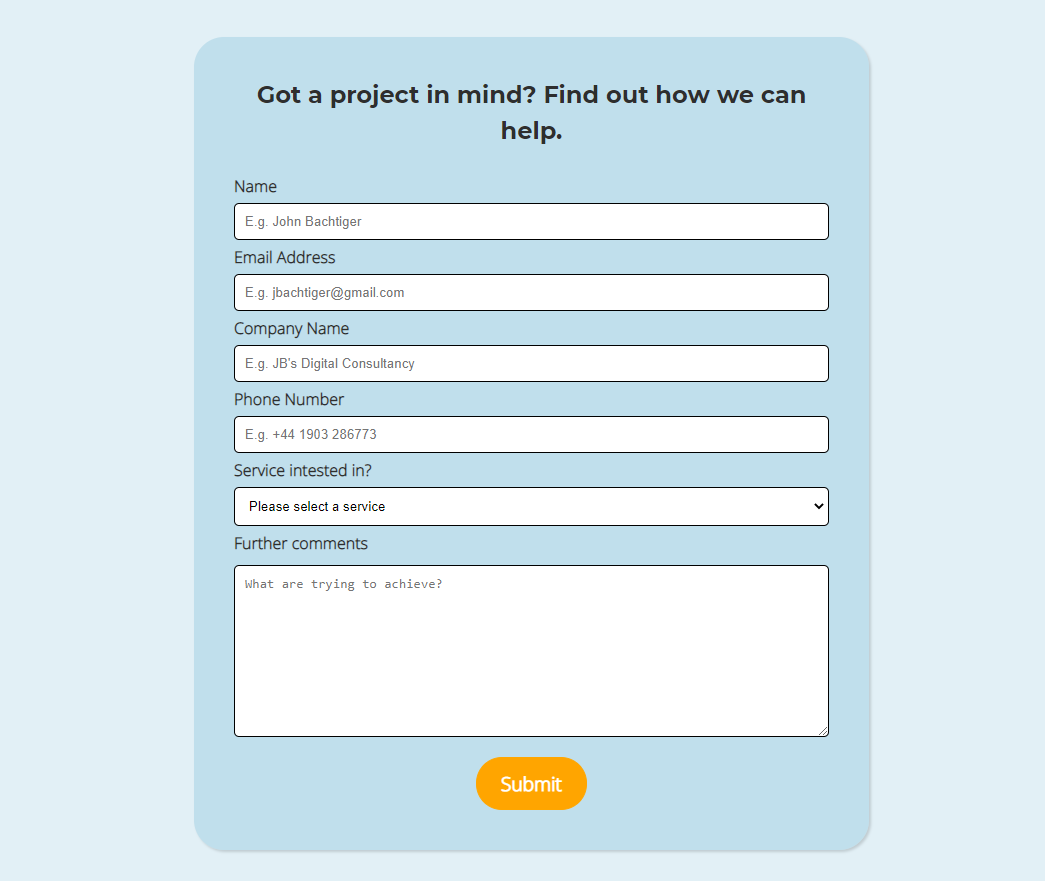 Got a project in mind? Find out how we can
help.
Name
E.g. John Bachtiger
Email Address
E.g. jbachtiger@gmail.com
Company Name
E.g. JB's Digital Consultancy
Phone Number
E.g. +44 1903 286773
Service intested in?
Please select a service
Further comments
What are trying to achieve?
Submit